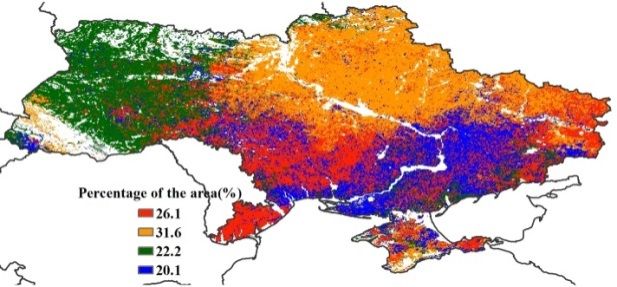 Percentage of the area(%)
26.1
31.6
22.2
20.1